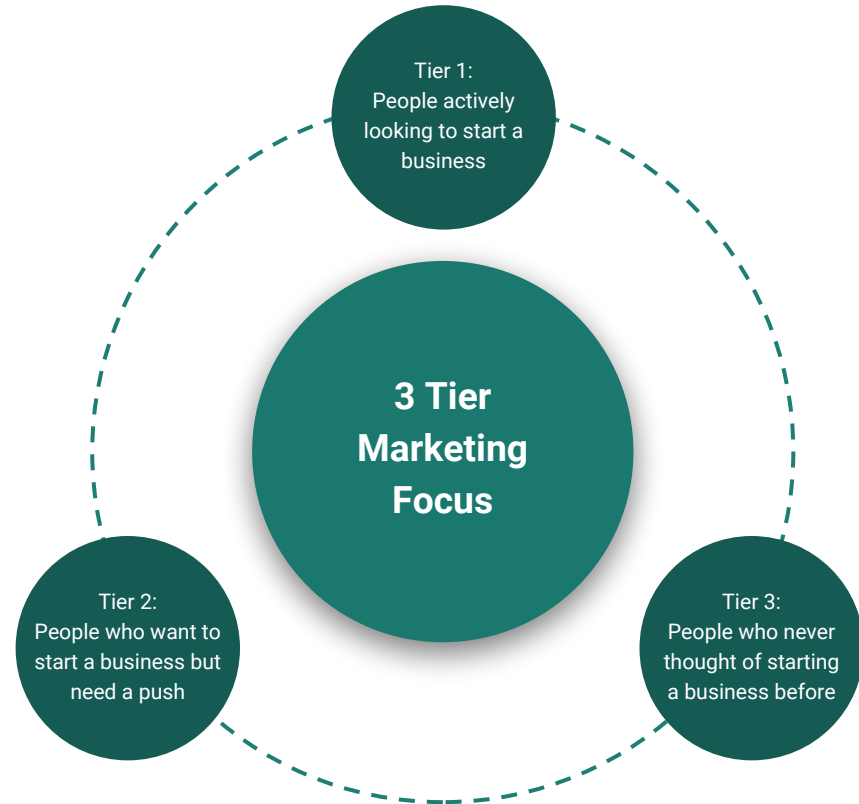 Tier 1:
People actively
looking to start a
business
3 Tier
Marketing
Focus
Tier 2:
People who want to
start a business but
need a push
Tier 3:
People who never
thought of starting
a business before